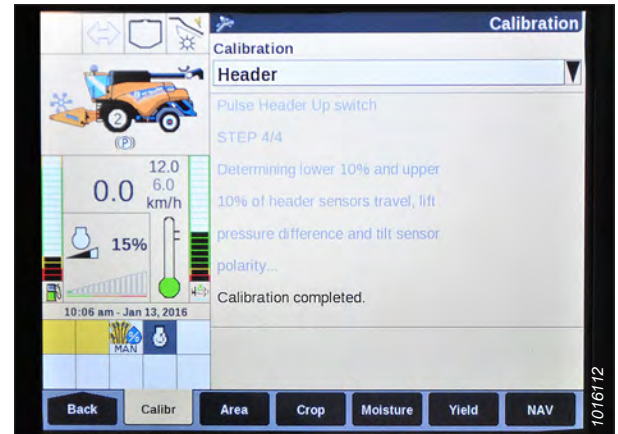 Calibration
Calibration
Header
Pulse Header Up switch
STEP 4/4
Determining lower 10% and upper
10% of header sensors travel, lift
pressure difference and tilt sensor
polarity...
Calibration completed.
2
(P)
12.0
0.0 6.0
km/h
15%
F
10:06 am - Jan 13, 2016
%
MAN
Back Calibr Area Crop Moisture Yield NAV
1016112